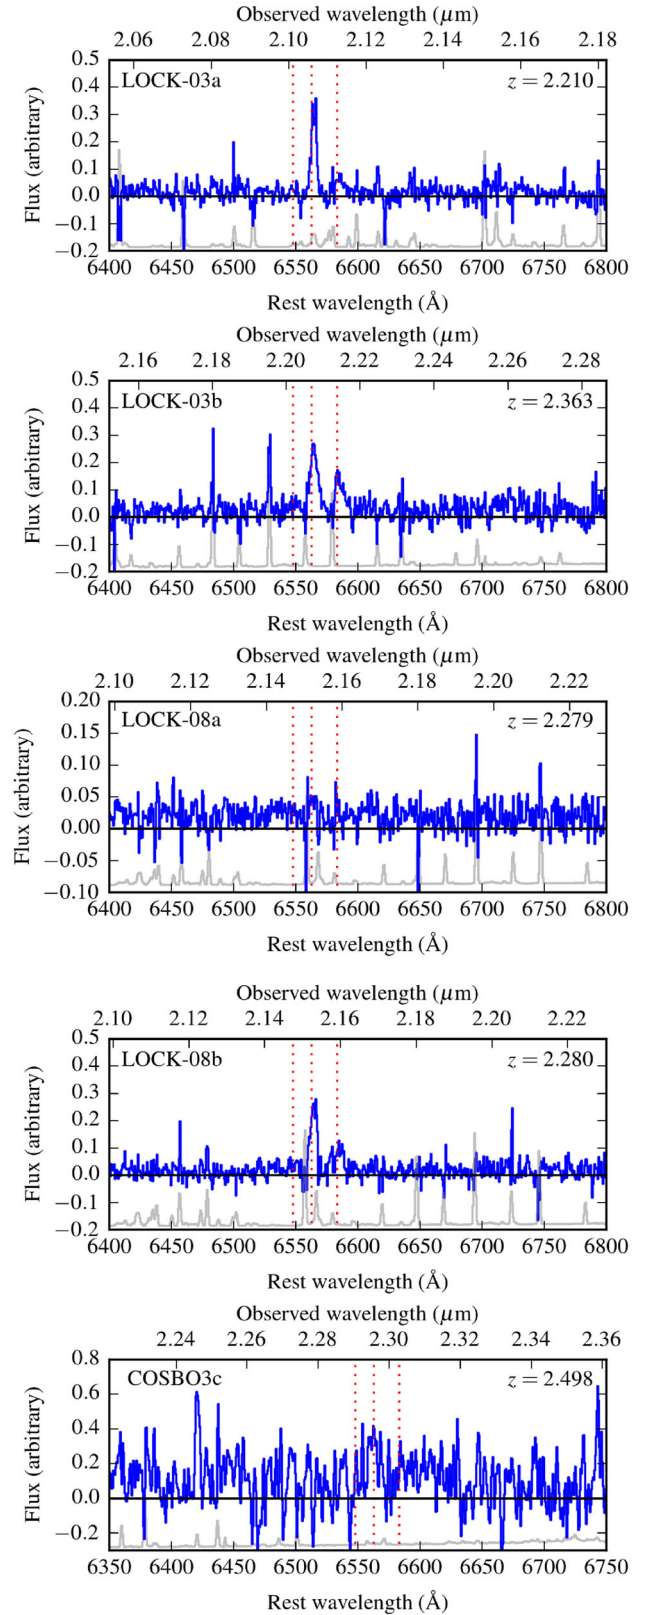 Observed wavelength (μm)
2.06 2.08 2.10 2.12 2.14 2.16 2.18
LOCK-03a z = 2.210
0.5
0.4
0.3
0.2
0.1
0.0
−0.1
−0.2
Flux (arbitrary)
6400 6450 6500 6550 6600 6650 6700 6750 6800
Rest wavelength (Å)
Observed wavelength (μm)
2.16 2.18 2.20 2.22 2.24 2.26 2.28
LOCK-03b z = 2.363
0.5
0.4
0.3
0.2
0.1
0.0
−0.1
−0.2
Flux (arbitrary)
6400 6450 6500 6550 6600 6650 6700 6750 6800
Rest wavelength (Å)
Observed wavelength (μm)
2.10 2.12 2.14 2.16 2.18 2.20 2.22
LOCK-08a z = 2.279
0.20
0.15
0.10
0.05
0.00
−0.05
−0.10
Flux (arbitrary)
6400 6450 6500 6550 6600 6650 6700 6750 6800
Rest wavelength (Å)
Observed wavelength (μm)
2.10 2.12 2.14 2.16 2.18 2.20 2.22
LOCK-08b z = 2.280
0.5
0.4
0.3
0.2
0.1
0.0
−0.1
−0.2
Flux (arbitrary)
6400 6450 6500 6550 6600 6650 6700 6750 6800
Rest wavelength (Å)
Observed wavelength (μm)
2.24 2.26 2.28 2.30 2.32 2.34 2.36
COSBO3c z = 2.498
0.8
0.6
0.4
0.2
0.0
−0.2
Flux (arbitrary)
6350 6400 6450 6500 6550 6600 6650 6700 6750
Rest wavelength (Å)